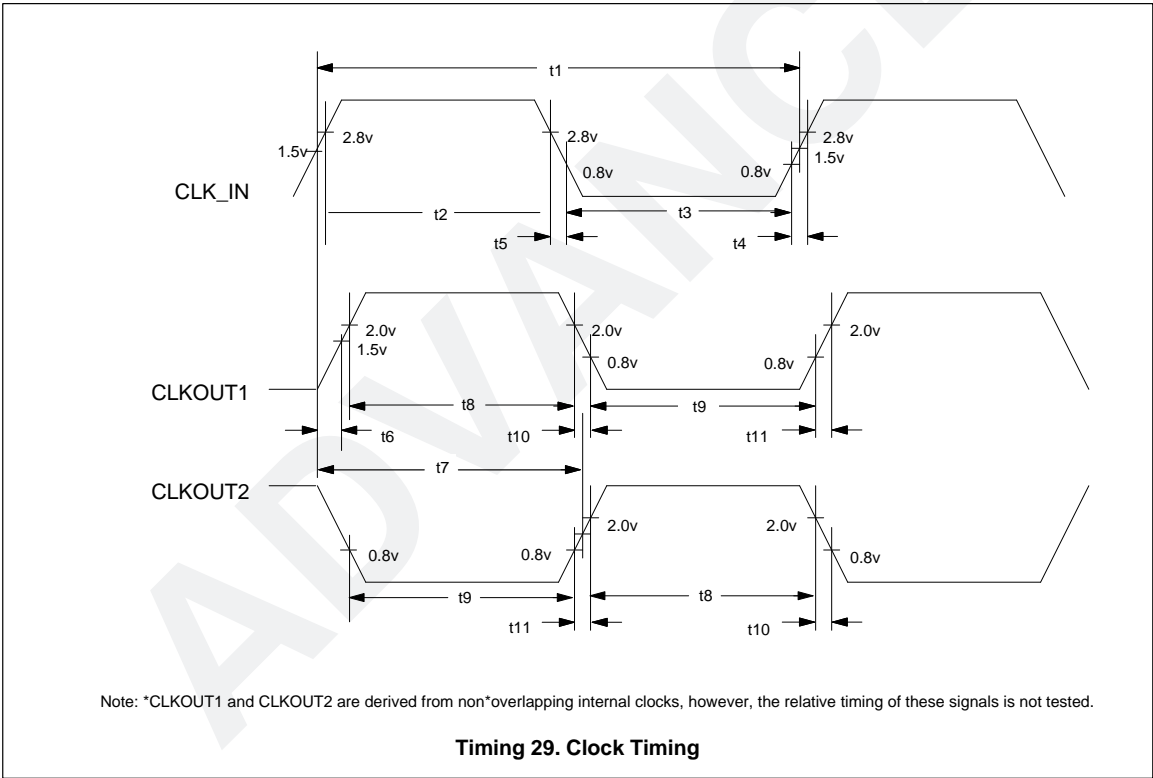 t1
2.8v
2.8v
2.8v
1.5v
1.5v
0.8v
0.8v
CLK_IN
t2
t3
t5
t4
2.0v
2.0v
2.0v
1.5v
0.8v
0.8v
CLKOUT1
t8
t9
t6
t10
t11
t7
CLKOUT2
2.0v
2.0v
0.8v
0.8v
0.8v
t9
t8
t11
t10
Note: *CLKOUT1 and CLKOUT2 are derived from non*overlapping internal clocks, however, the relative timing of these signals is not tested.
Timing 29. Clock Timing